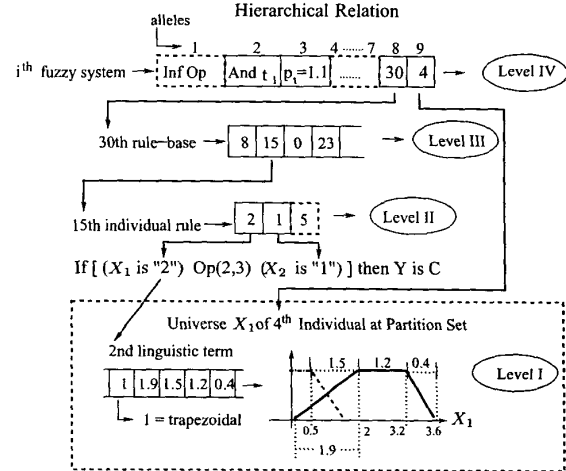 Hierarchical Relation
alleles
1 2 3 4 ....... 7 8 9
i th fuzzy system Inf Op And t i p i =1.1 ........ 30 4 Level IV
30th rule-base 8 15 0 23 Level III
15th individual rule 2 1 5 Level II
If [ (X1 is "2") Op(2,3) (X2 is "1") ] then Y is C
Universe X1 of 4th Individual at Partition Set
2nd linguistic term
1 1.9 1.5 1.2 0.4
1 = trapezoidal
1.5 1.2 0.4
X1
0.5 2 3.2 3.6
1.9
Level I